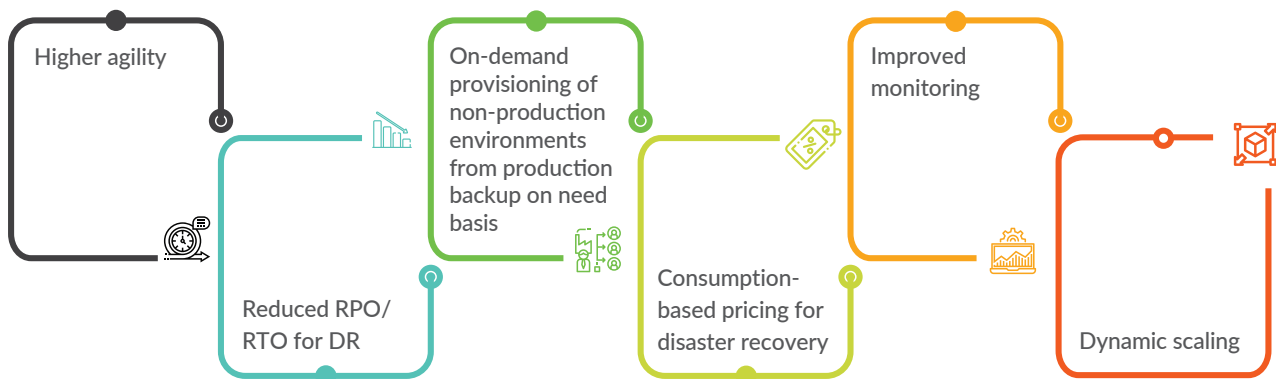 Higher agility
Reduced RPO/
RTO for DR
On-demand
provisioning of
non-production
environments
from production
backup on need
basis
Consumption-
based pricing for
disaster recovery
Improved
monitoring
Dynamic scaling